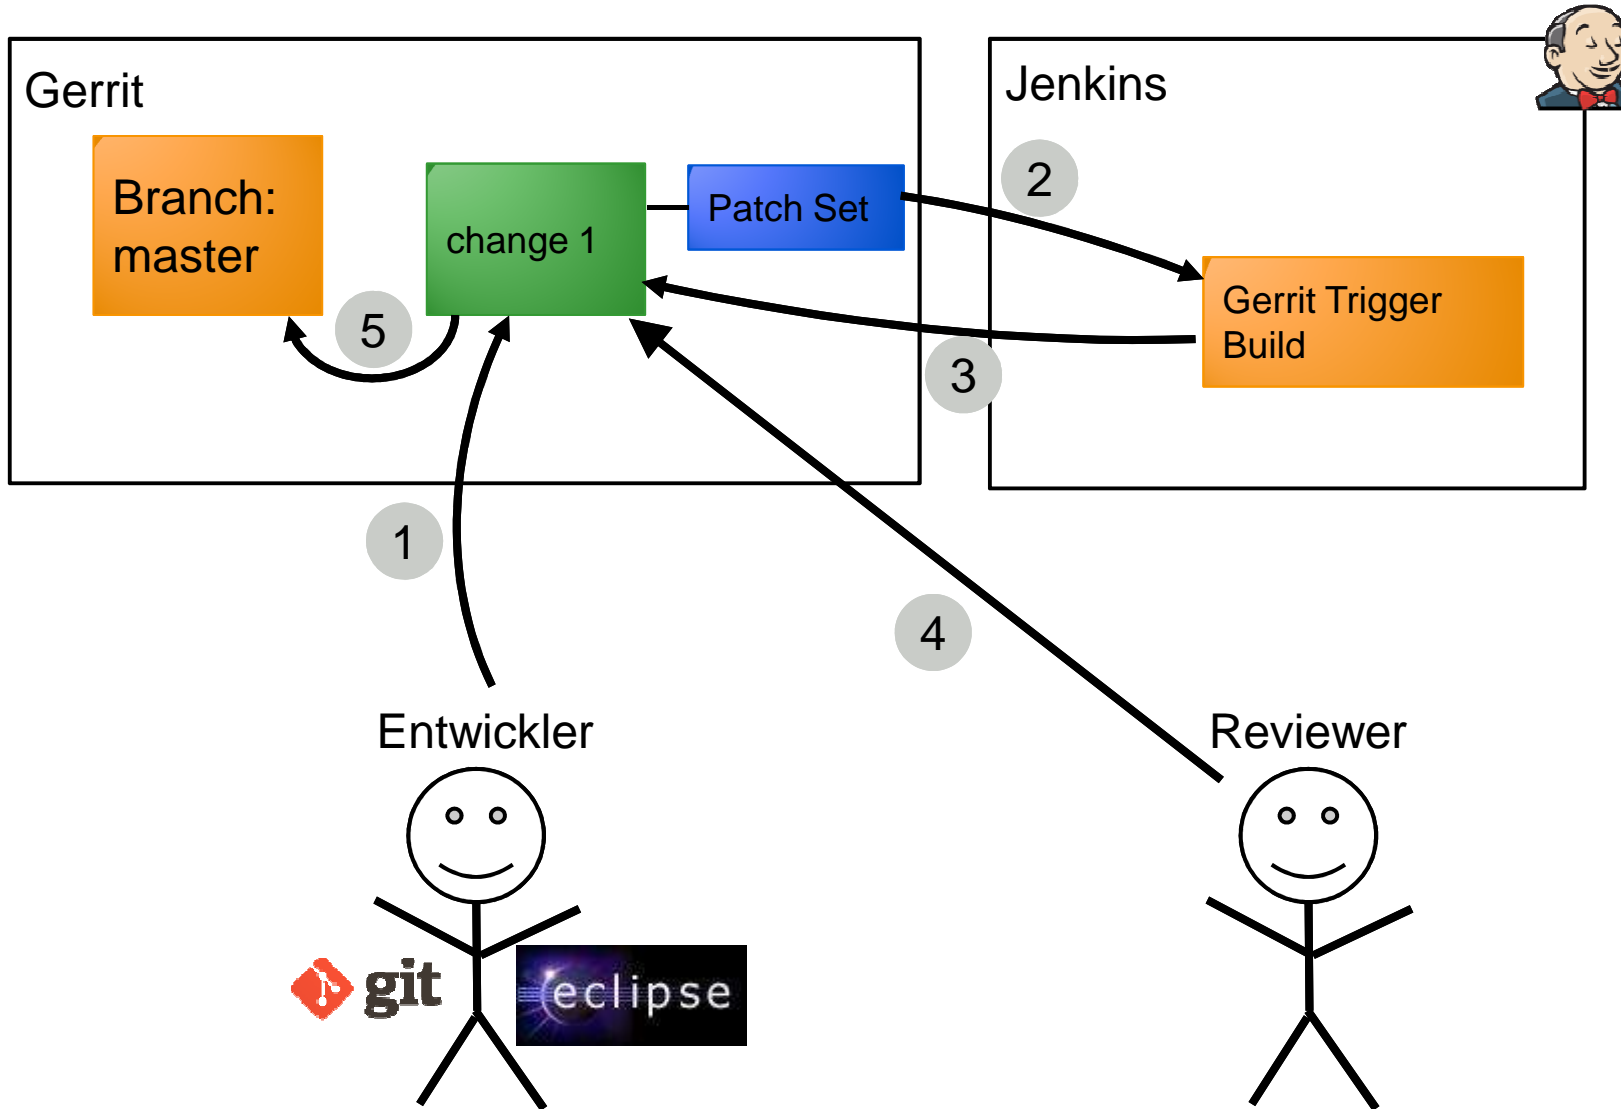 Gerrit
Jenkins
Branch:
master
change 1
Patch Set
2
Gerrit Trigger
Build
5
3
1
4
Entwickler
Reviewer
git
eclipse